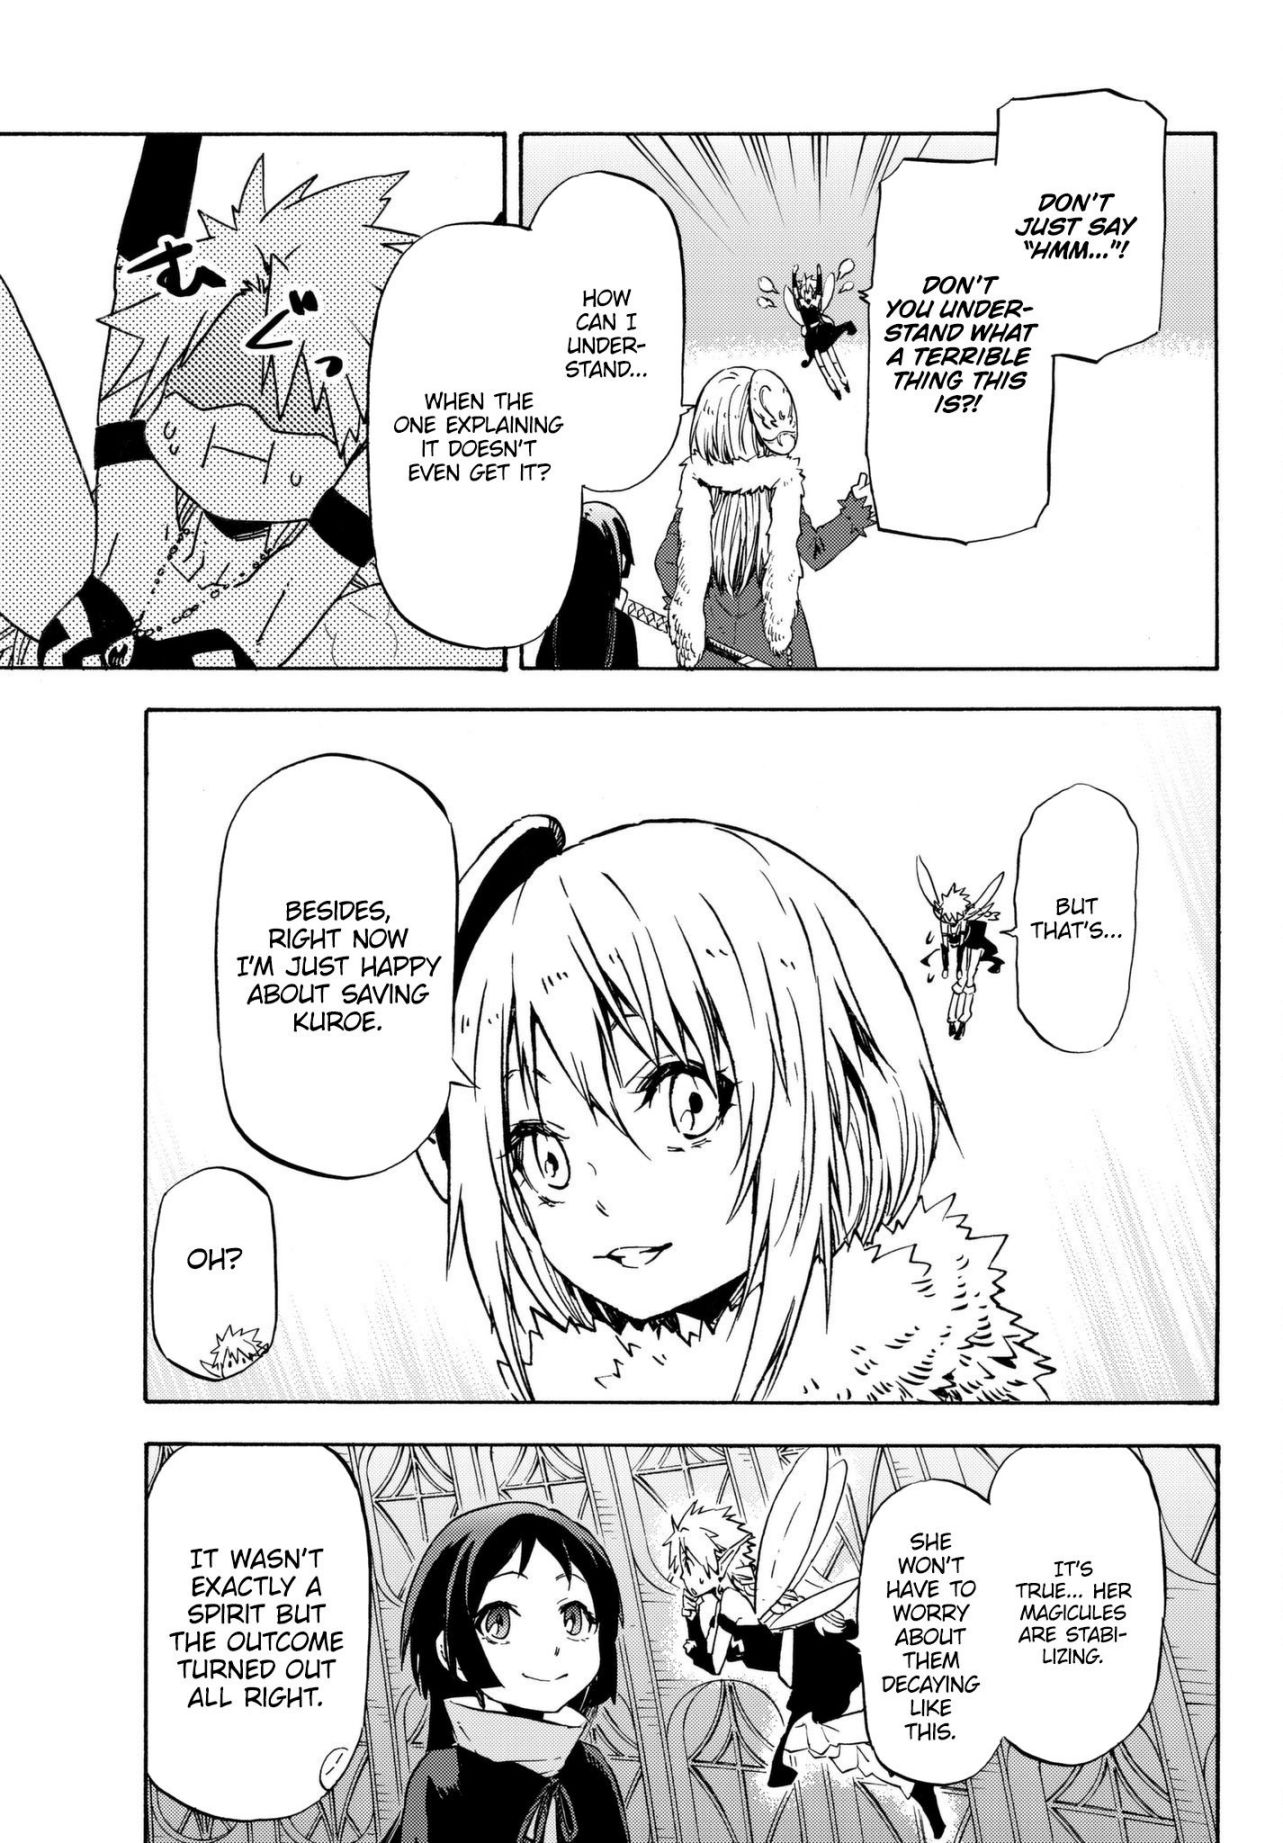 DON'T
JUST SAY
"HMM..."!
DON'T
YOU UNDER-
STAND WHAT
A TERRIBLE
THING THIS
IS?!
HOW
CAN I
UNDER-
STAND...
WHEN THE
ONE EXPLAINING
IT DOESN'T
EVEN GET IT?
むぐっ
BUT
THAT'S...
BESIDES,
RIGHT NOW
I'M JUST HAPPY
ABOUT SAVING
KUROE.
OH?
IT'S
TRUE... HER
MAGICULES
ARE STABI-
LIZING.
SHE
WON'T
HAVE TO
WORRY
ABOUT
THEM
DECAYING
LIKE
THIS.
IT WASN'T
EXACTLY A
SPIRIT BUT
THE OUTCOME
TURNED OUT
ALL RIGHT.